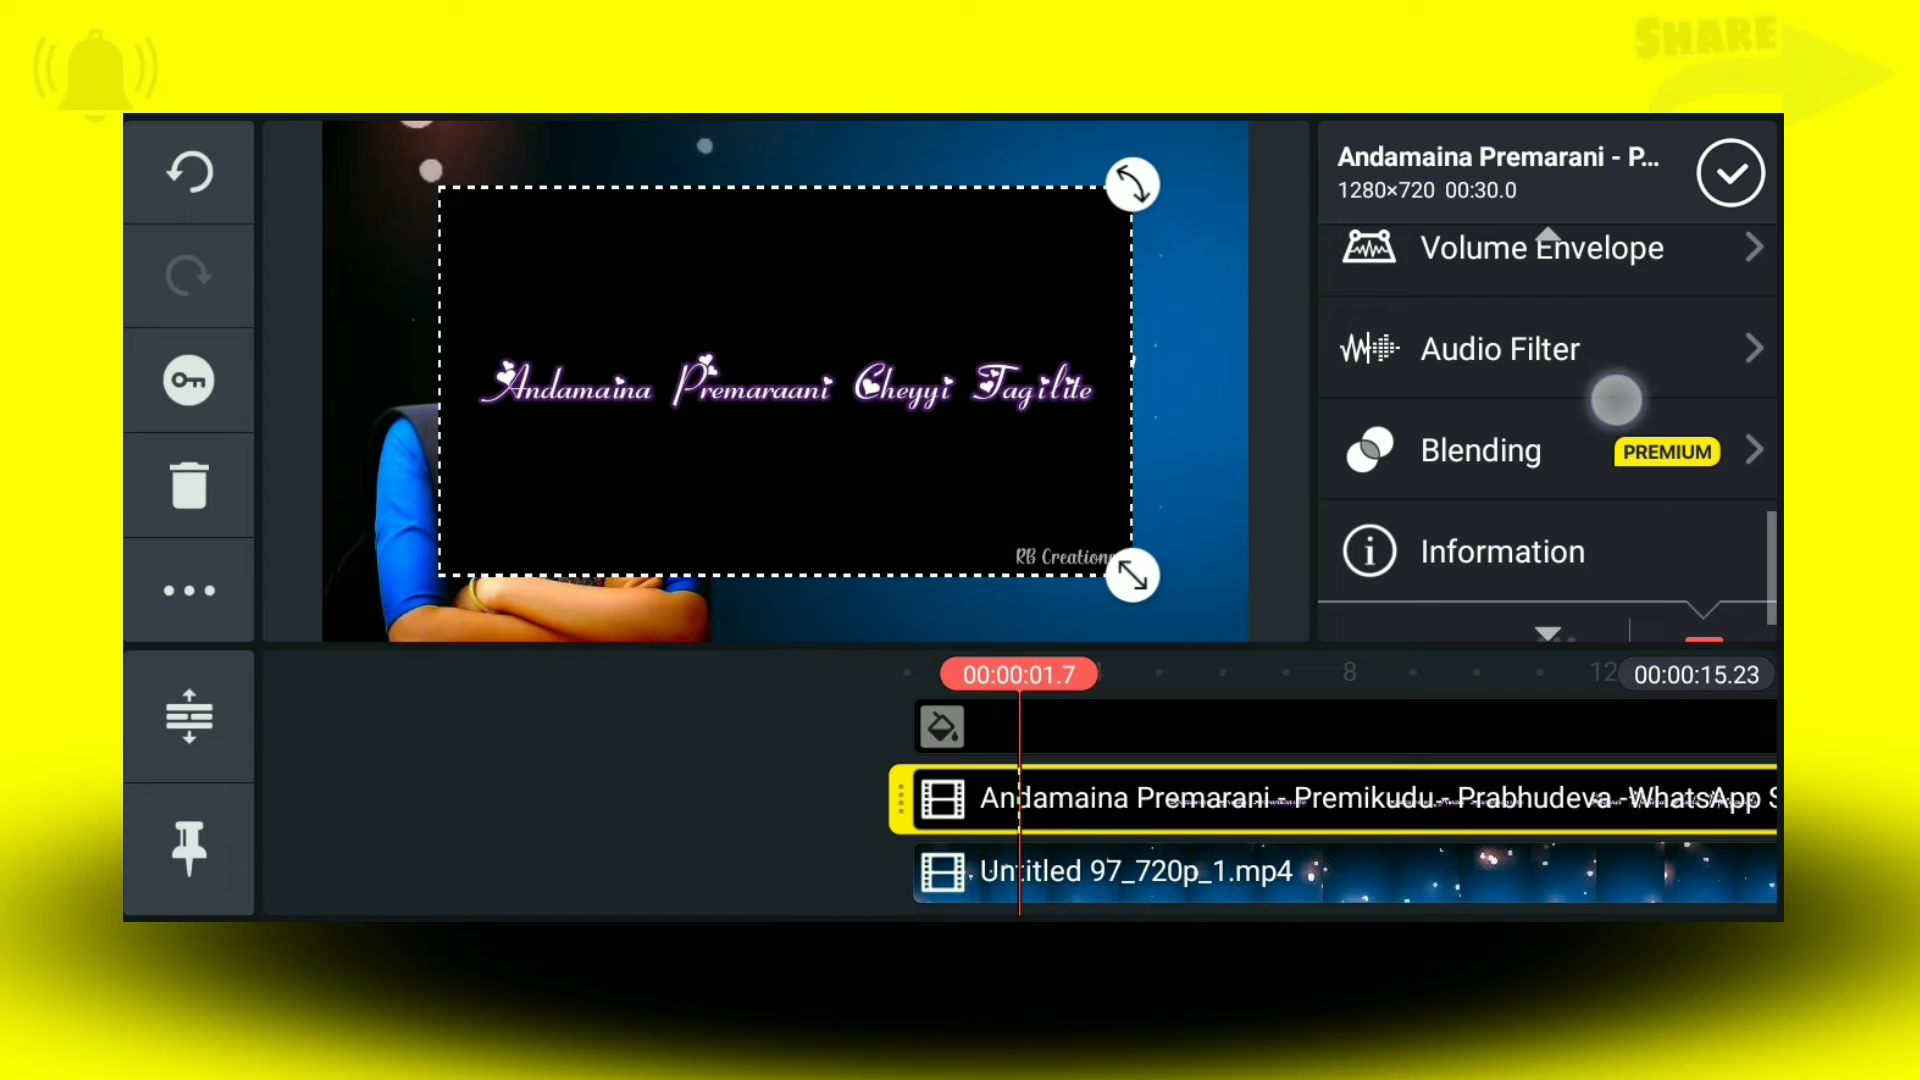 SHARE
Andamaina Premarani - P...
1280×720 00:30.0
Volume Envelope
Audio Filter
Blending PREMIUM
Information
Andamaina Premaraani Cheyyi Tagilite
RB Creations
00:00:01.7
8
12
00:00:15.23
Andamaina Premarani - Premikudu - Prabhudeva -WhatsApp S
Untitled 97_720p_1.mp4